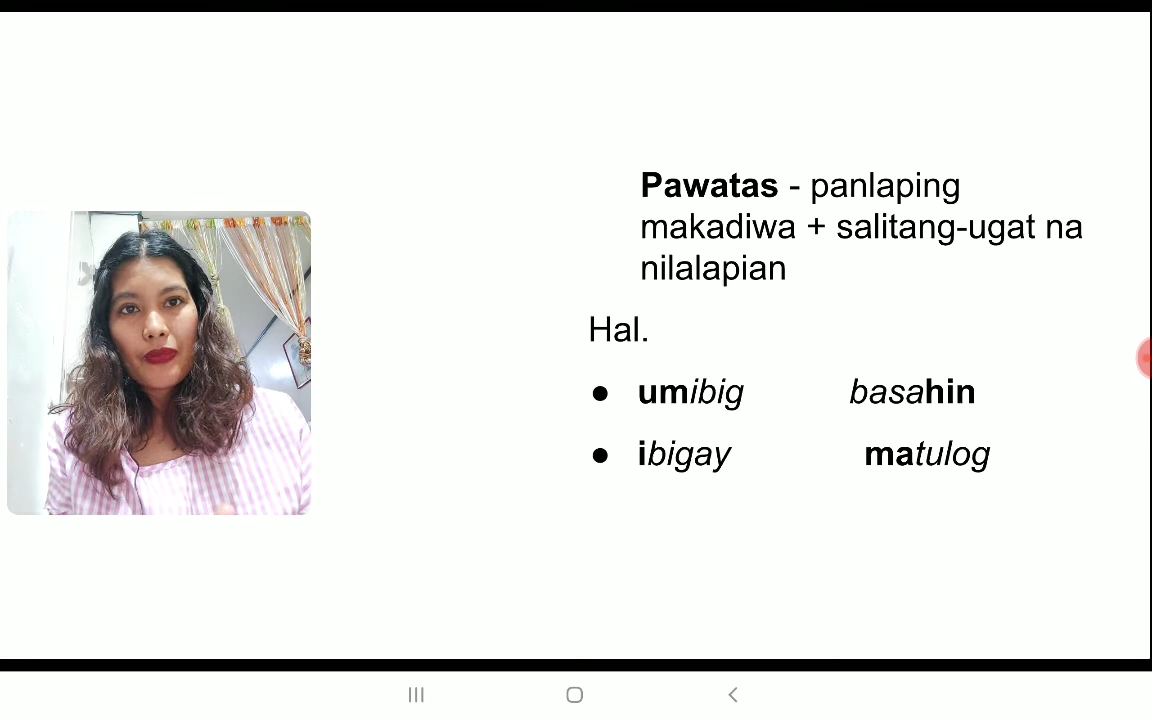 Pawatas - panlaping
makadiwa + salitang-ugat na
nilalapian
Hal.
● umibig basahin
● ibigay matulog